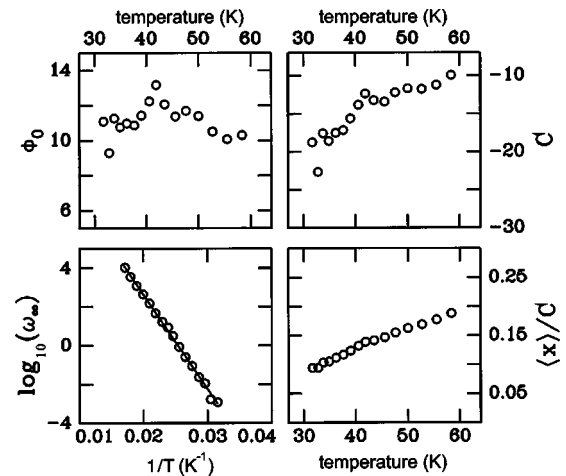 temperature (K) temperature (K)
30 40 50 60 30 40 50 60
14 -10
Φ₀ 10 -20 C
6 -30
4 0.25
log₁₀(ω∞) 0 0.15 ⟨x⟩/C
-4 0.05
0.01 0.02 0.03 0.04 30 40 50 60
1/T (K⁻¹) temperature (K)